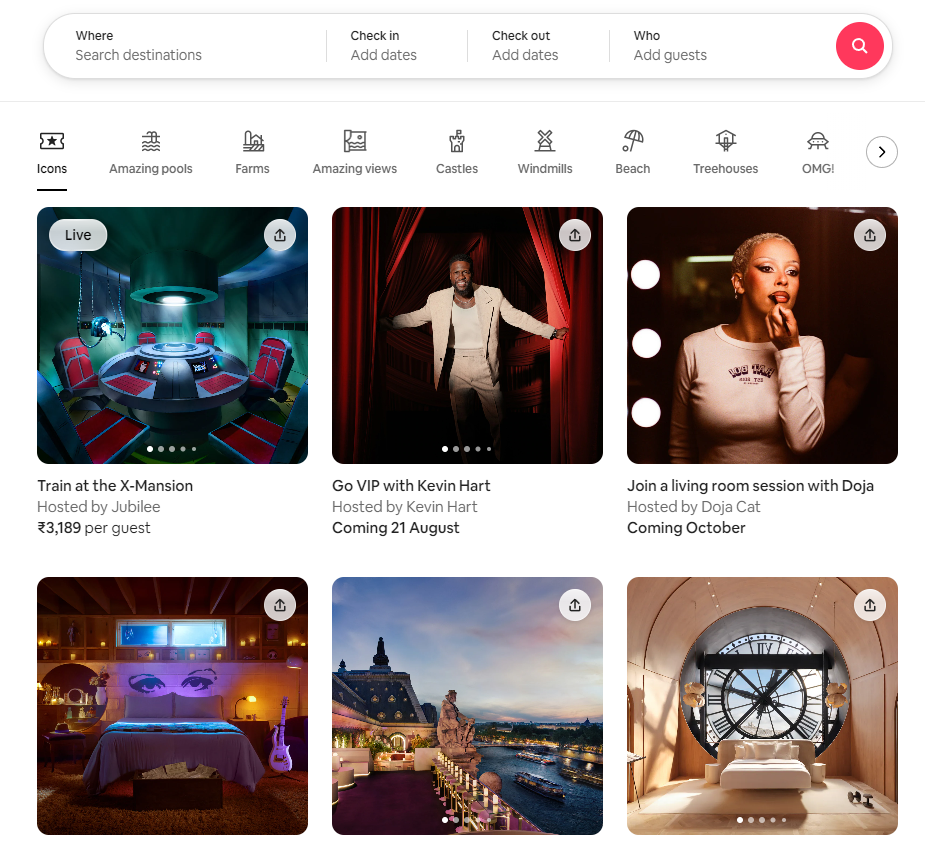 Where
Search destinations
Check in
Add dates
Check out
Add dates
Who
Add guests
Icons
Amazing pools
Farms
Amazing views
Castles
Windmills
Beach
Treehouses
OMG!
Live
Train at the X-Mansion
Hosted by Jubilee
₹3,189 per guest
Go VIP with Kevin Hart
Hosted by Kevin Hart
Coming 21 August
Join a living room session with Doja
Hosted by Doja Cat
Coming October